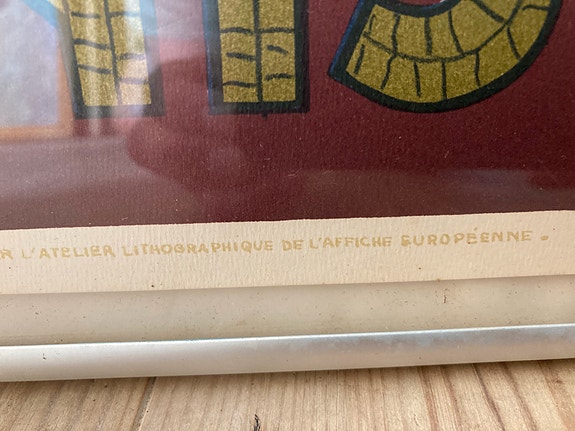 R L'ATELIER LITHOGRAPHIQUE DE L'AFFICHE EUROPÉENNE.